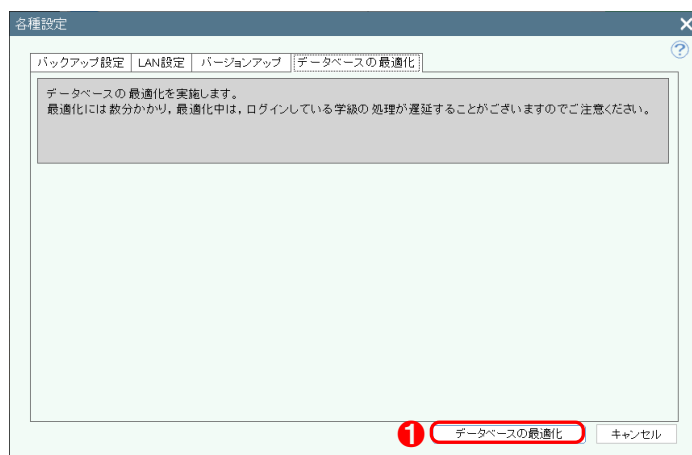 各種設定
×
?
バックアップ設定 LAN設定 バージョンアップ データベースの最適化
データベースの最適化を実施します。
最適化には数分かかり，最適化中は，ログインしている学級の処理が遅延することがございますのでご注意ください。
1 データベースの最適化 キャンセル